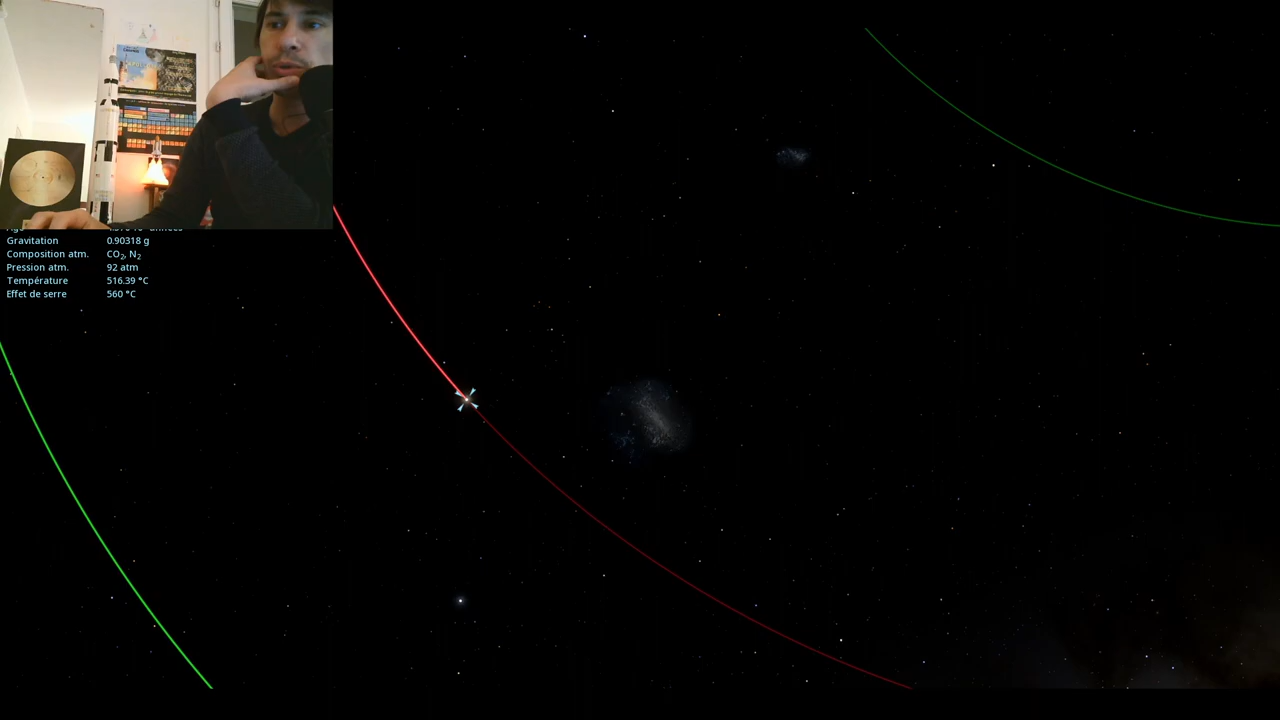 Gravitation 0.90318 g
Composition atm. CO₂, N₂
Pression atm. 92 atm
Température 516.39 °C
Effet de serre 560 °C